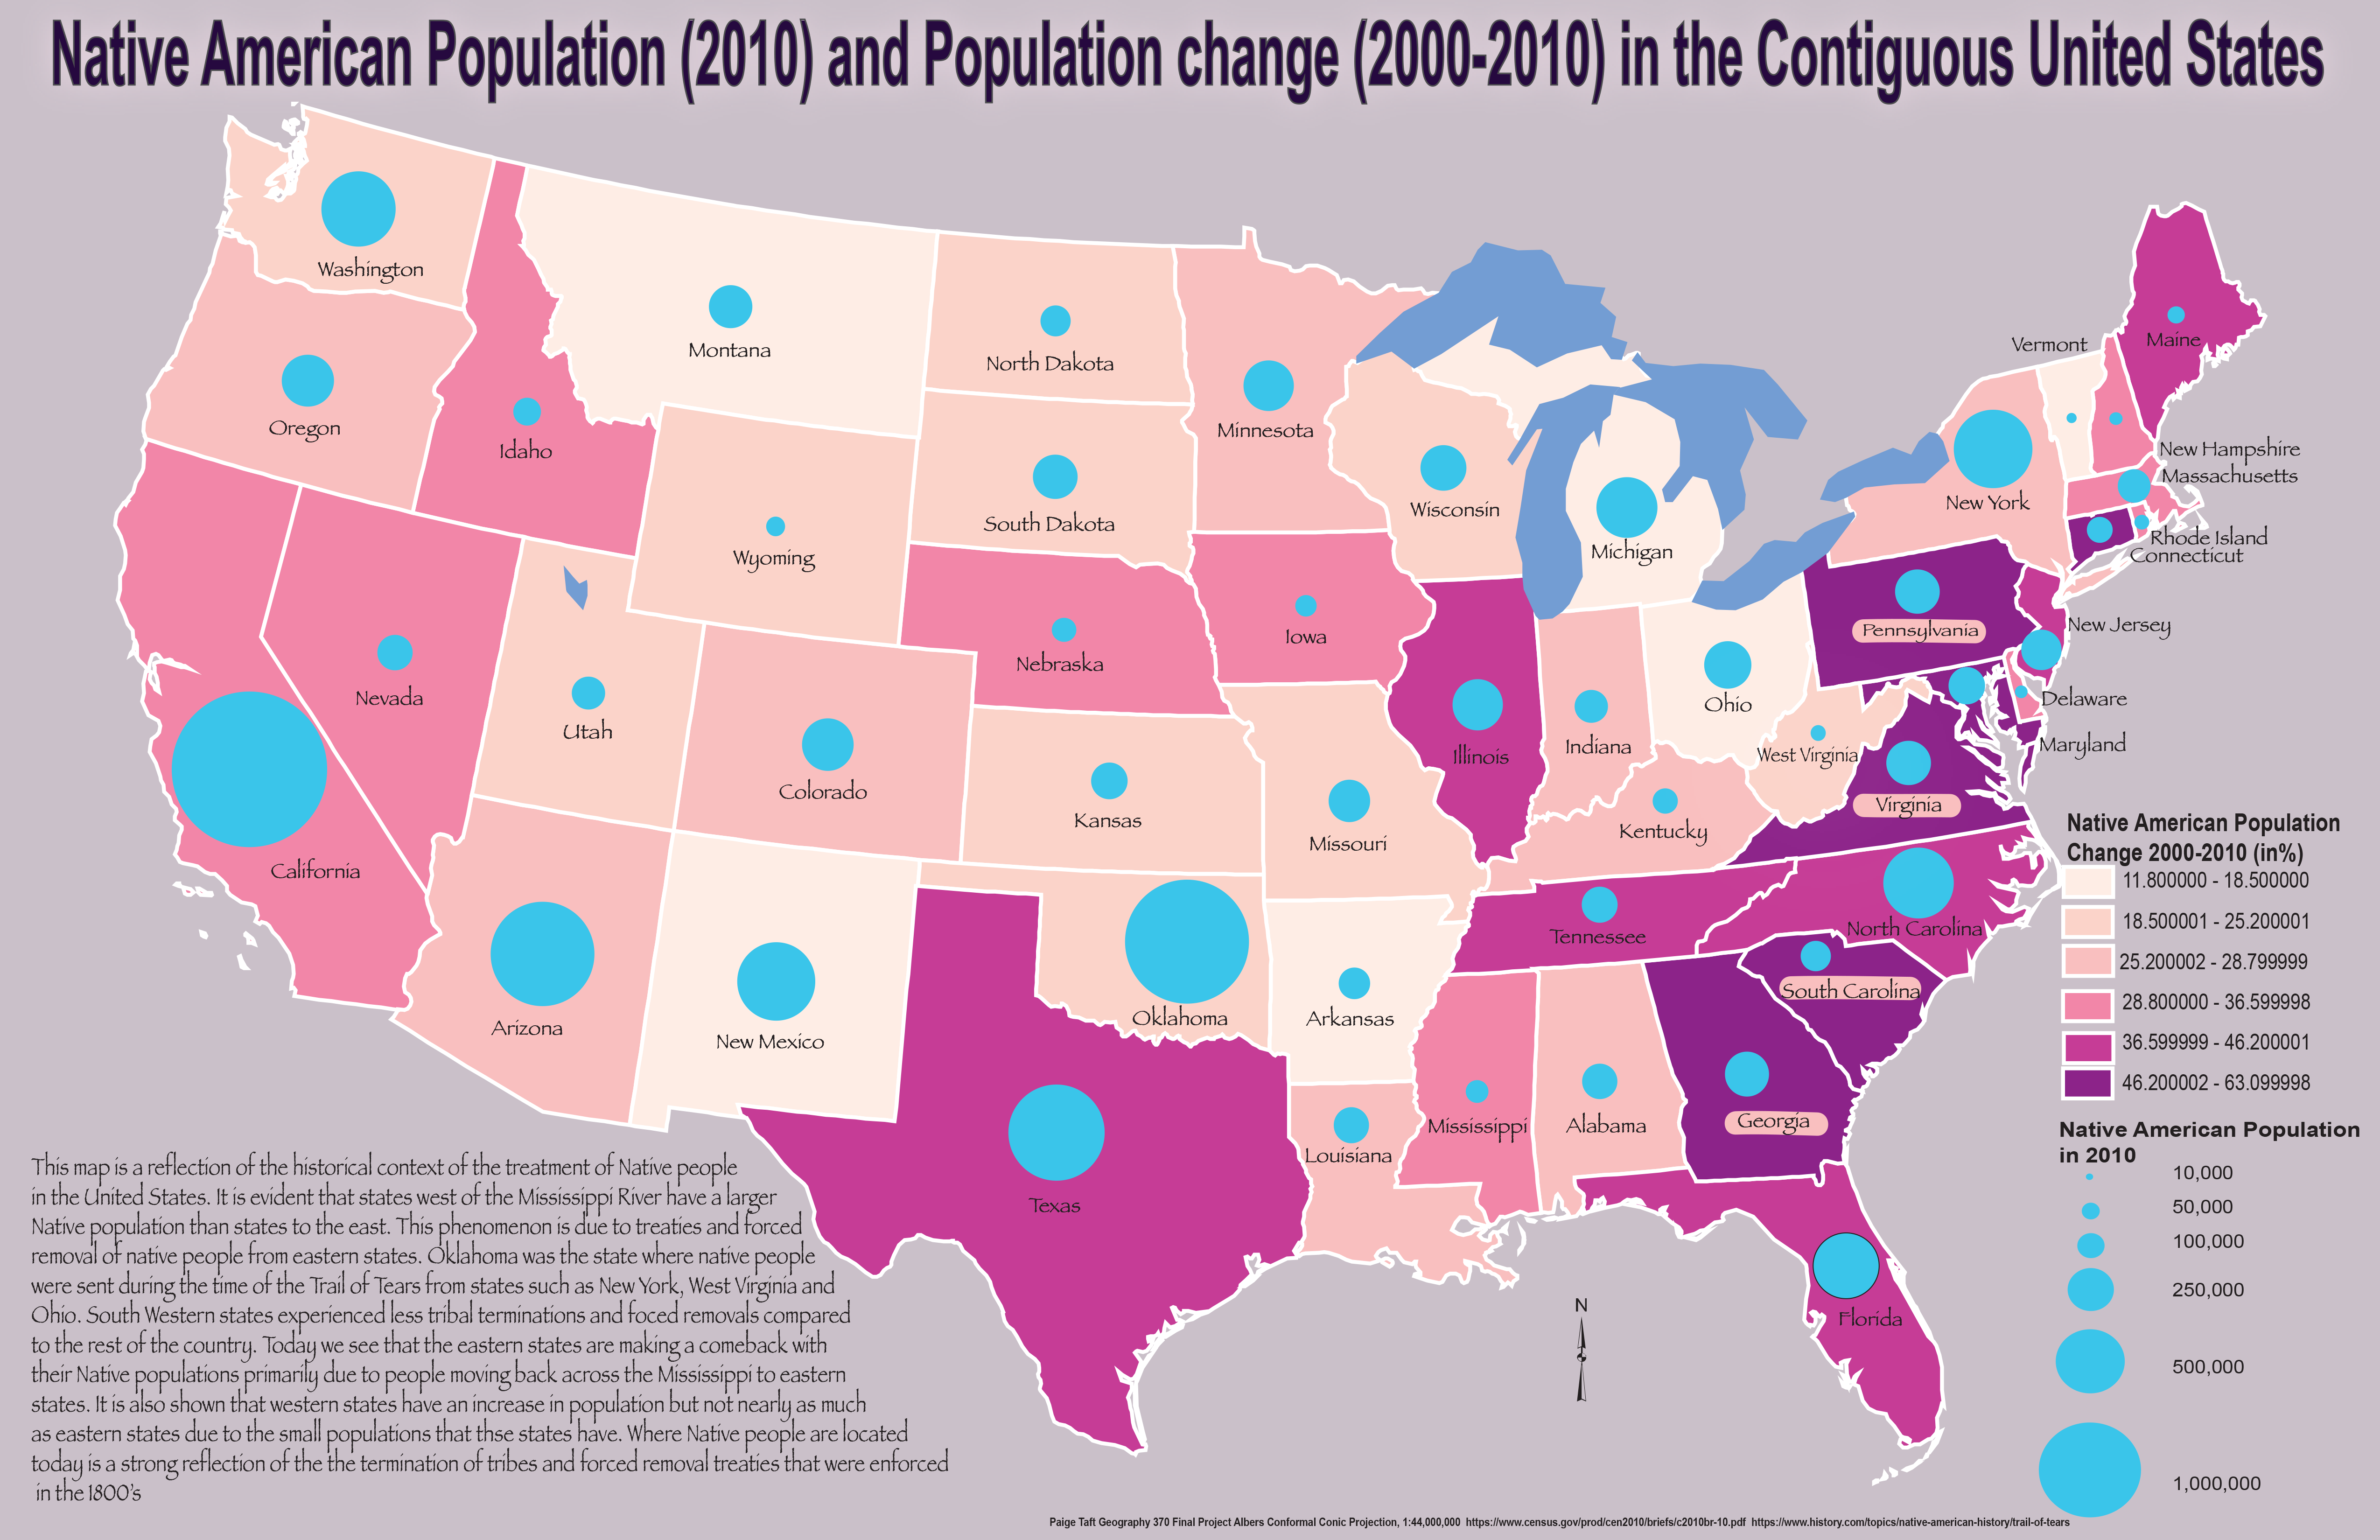 Native American Population (2010) and Population change (2000-2010) in the Contiguous United States
Washington
Oregon
Idaho
Montana
North Dakota
South Dakota
Minnesota
Wisconsin
Michigan
Vermont
Maine
New Hampshire
Massachusetts
New York
Rhode Island
Connecticut
Wyoming
Nevada
Utah
Colorado
Nebraska
Iowa
Illinois
Indiana
Ohio
Pennsylvania
New Jersey
Delaware
Maryland
West Virginia
Virginia
California
Kansas
Missouri
Kentucky
Tennessee
North Carolina
South Carolina
Arizona
New Mexico
Oklahoma
Arkansas
Texas
Louisiana
Mississippi
Alabama
Georgia
Florida
Native American Population
Change 2000-2010 (in%)
11.800000 - 18.500000
18.500001 - 25.200001
25.200002 - 28.799999
28.800000 - 36.599998
36.599999 - 46.200001
46.200002 - 63.099998
Native American Population
in 2010
10,000
50,000
100,000
250,000
500,000
1,000,000
N
This map is a reflection of the historical context of the treatment of Native people
in the United States. It is evident that states west of the Mississippi River have a larger
Native population than states to the east. This phenomenon is due to treaties and forced
removal of native people from eastern states. Oklahoma was the state where native people
were sent during the time of the Trail of Tears from states such as New York, West Virginia and
Ohio. South Western states experienced less tribal terminations and foced removals compared
to the rest of the country. Today we see that the eastern states are making a comeback with
their Native populations primarily due to people moving back across the Mississippi to eastern
states. It is also shown that western states have an increase in population but not nearly as much
as eastern states due to the small populations that thse states have. Where Native people are located
today is a strong reflection of the the termination of tribes and forced removal treaties that were enforced
in the 1800's
Paige Taft Geography 370 Final Project Albers Conformal Conic Projection, 1:44,000,000 https://www.census.gov/prod/cen2010/briefs/c2010br-10.pdf https://www.history.com/topics/native-american-history/trail-of-tears